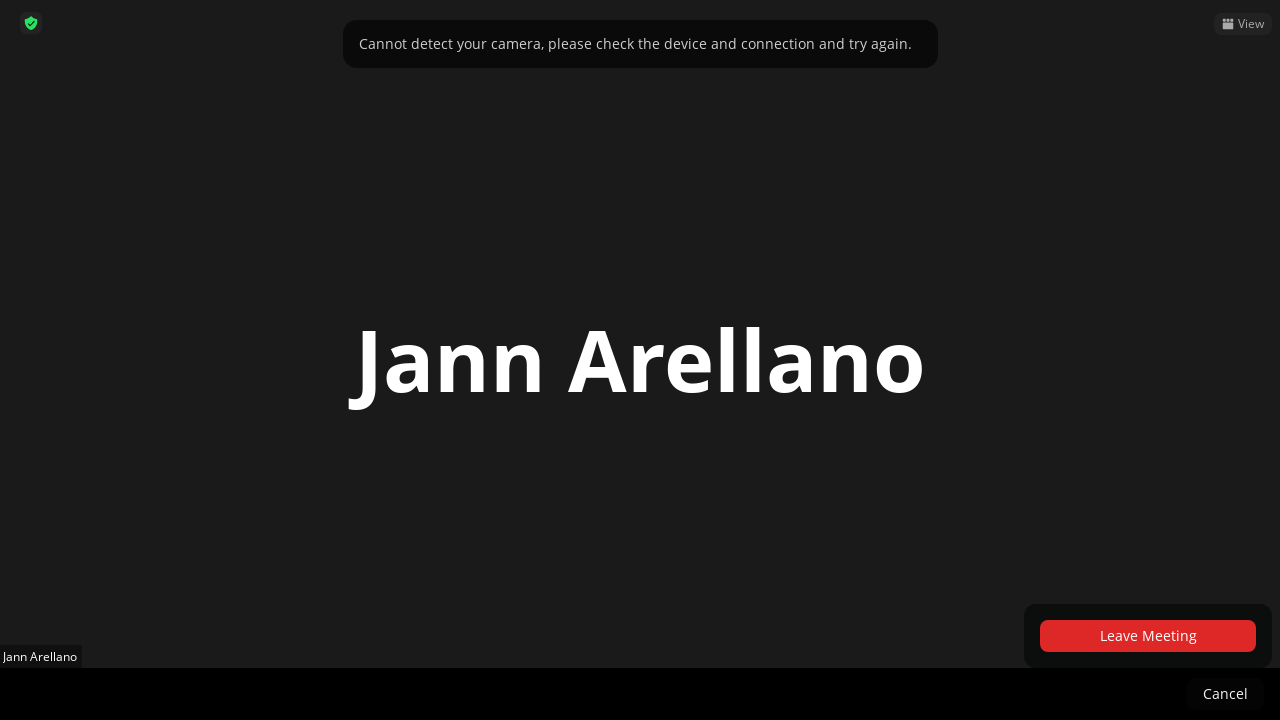 Cannot detect your camera, please check the device and connection and try again.
View
Jann Arellano
Leave Meeting
Jann Arellano
Cancel